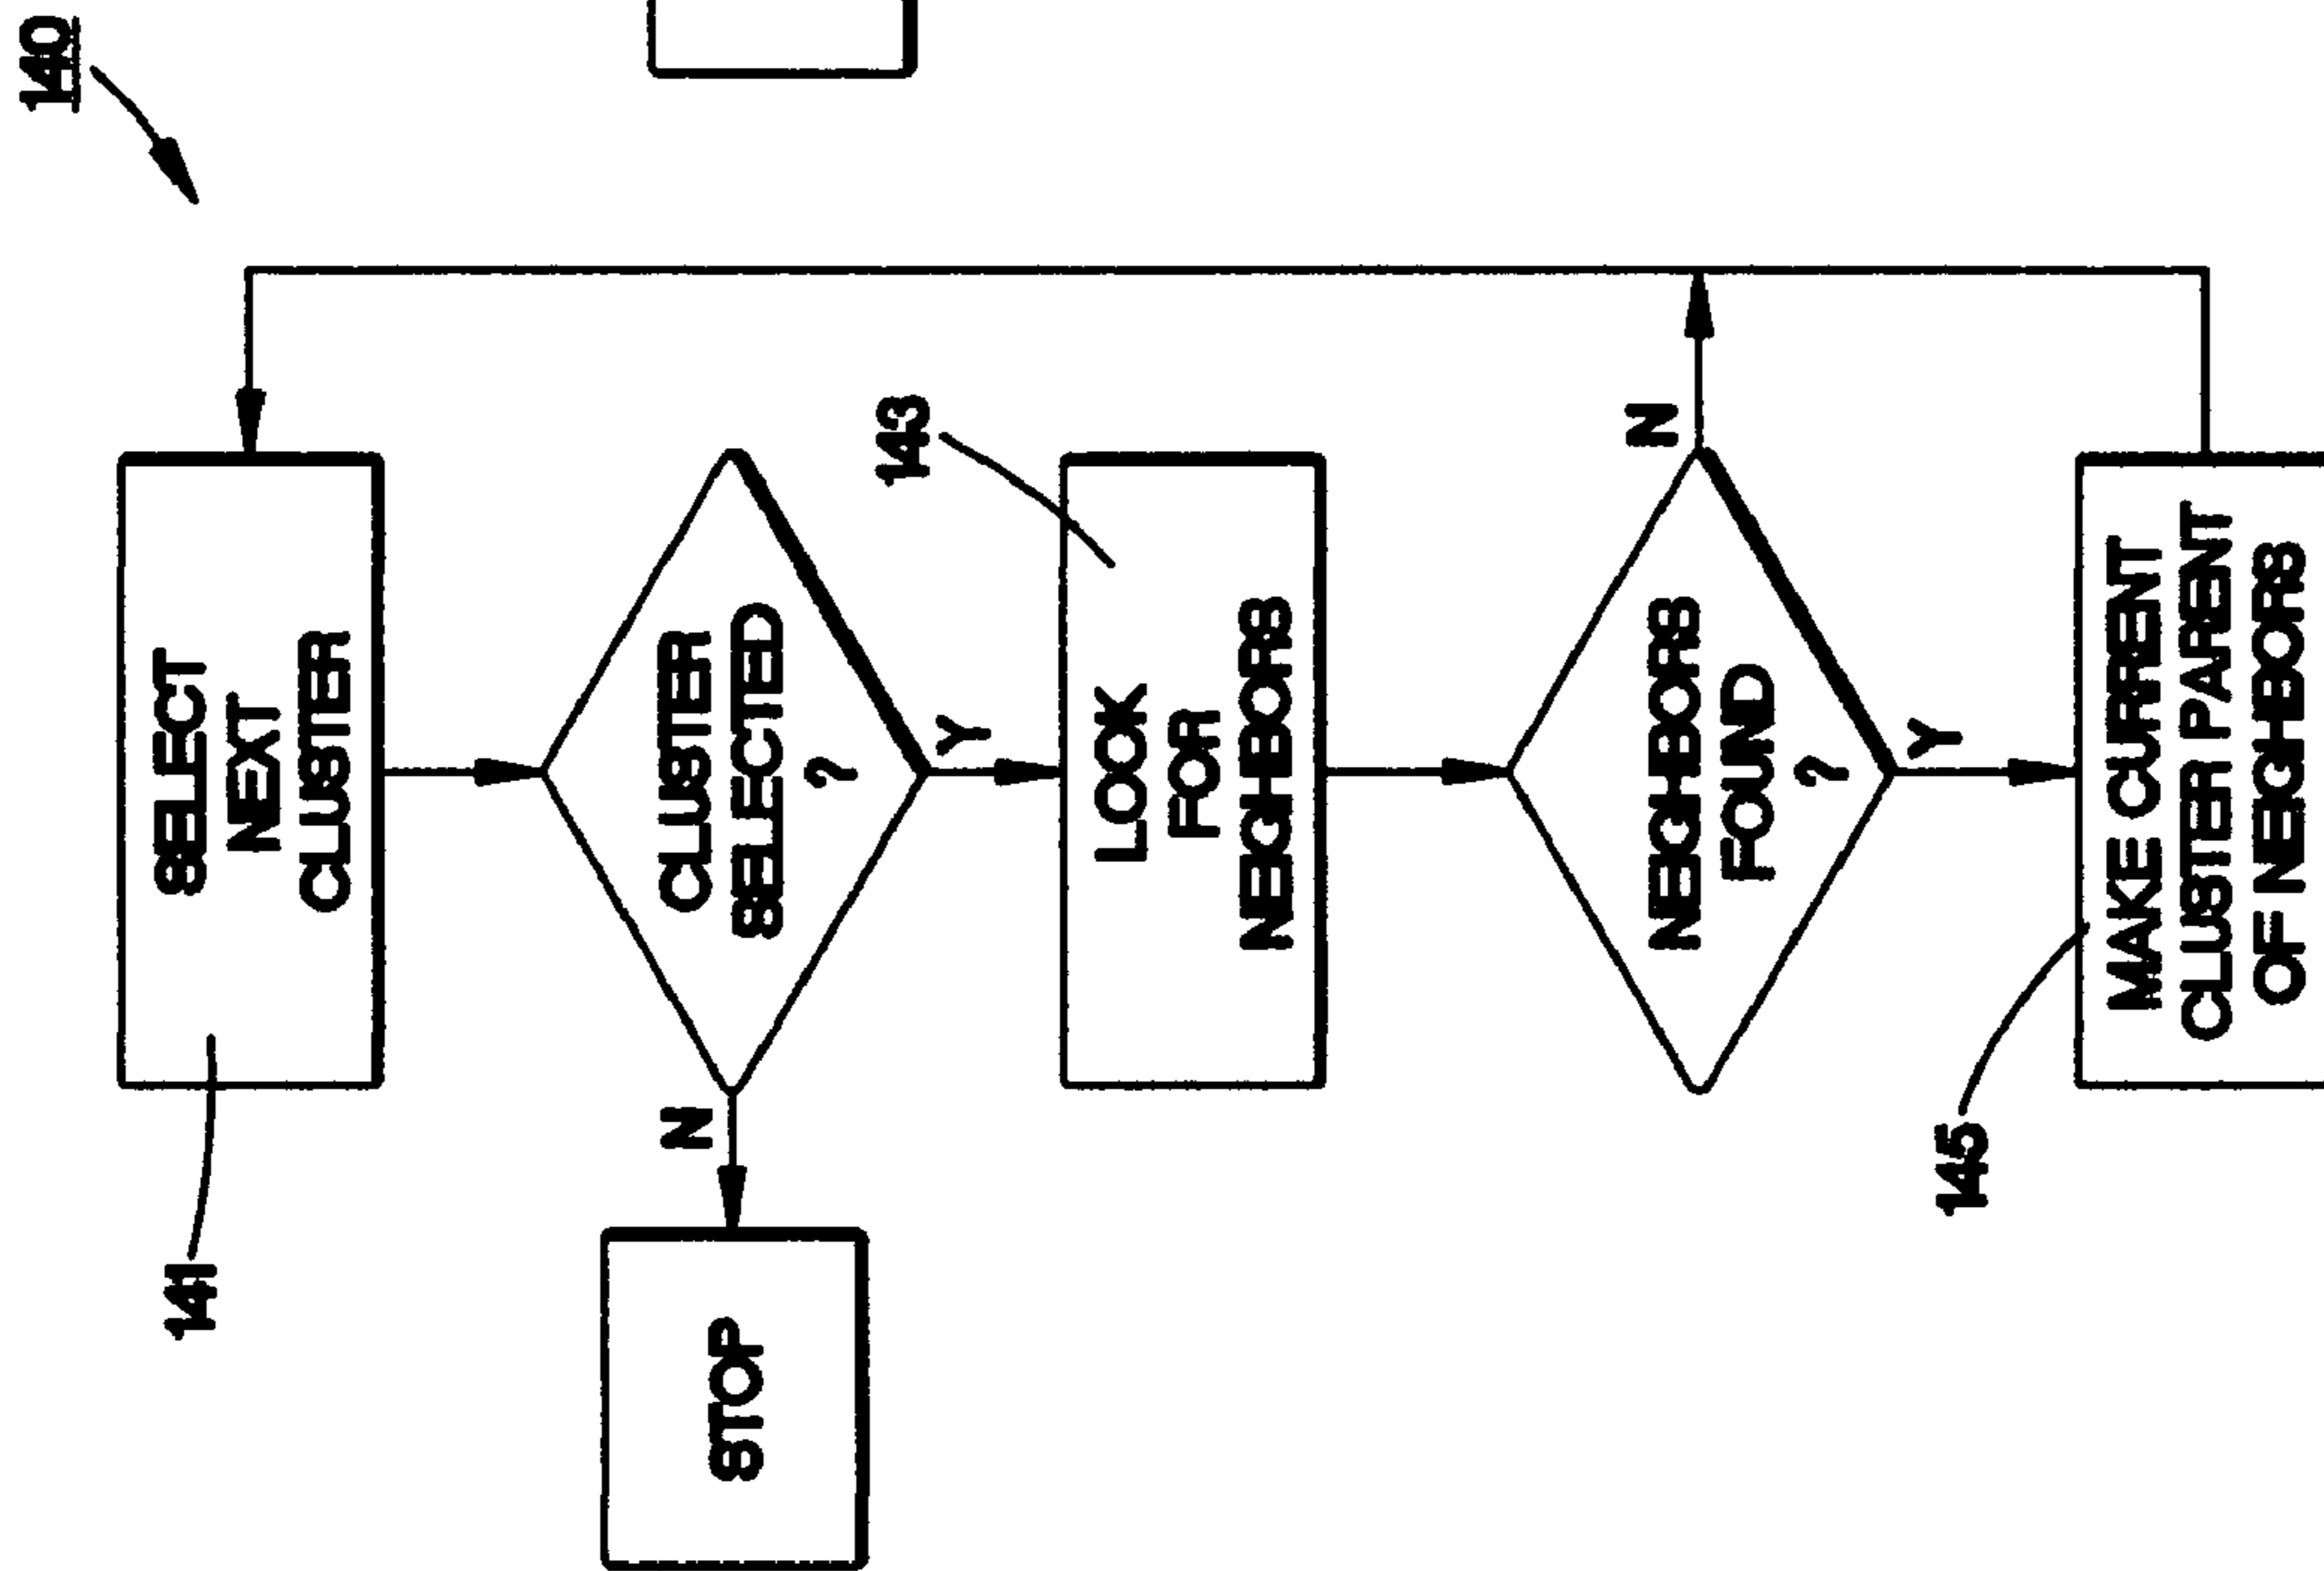 140
SELECT
NEXT
CLUSTER
141
CLUSTER
SELECTED
?
N
STOP
Y
143
LOOK
FOR
NEIGHBORS
NEIGHBORS
FOUND
?
N
Y
145
MAKE CURRENT
CLUSTER PARENT
OF NEIGHBORS